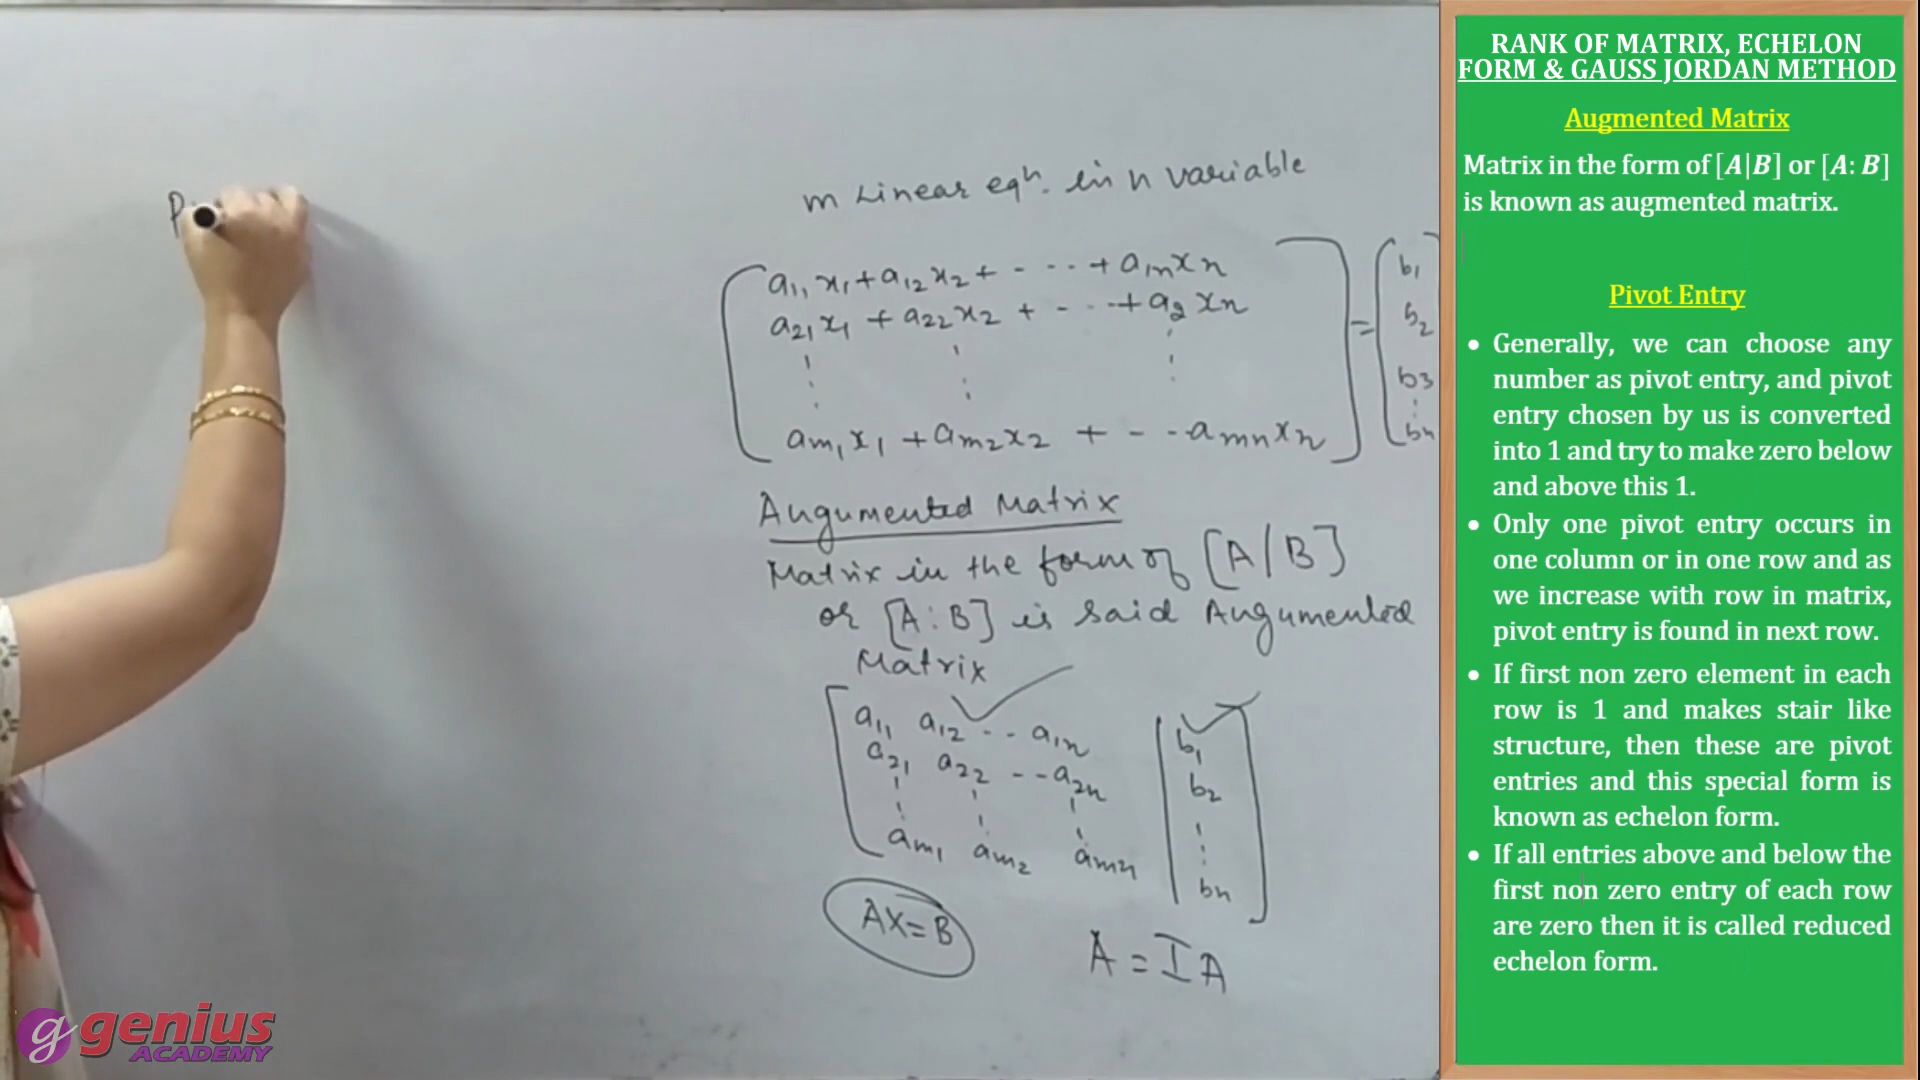 P
m Linear eqn. in n variable
a11 x1 + a12 x2 + - - - - + a1n xn
a21 x1 + a22 x2 + - - - + a2 xn
am1 x1 + am2 x2 + - - amn xn
=
b1
b2
b3
bn
Augumented Matrix
Matrix in the form of [A/B]
or [A:B] is said Augumented
Matrix
a11 a12 -- a1n b1
a21 a22 --a2n b2
am1 am2 amn bn
AX=B
A = IA
genius
ACADEMY
RANK OF MATRIX, ECHELON
FORM & GAUSS JORDAN METHOD
Augmented Matrix
Matrix in the form of [A|B] or [A: B]
is known as augmented matrix.
Pivot Entry
• Generally, we can choose any
number as pivot entry, and pivot
entry chosen by us is converted
into 1 and try to make zero below
and above this 1.
• Only one pivot entry occurs in
one column or in one row and as
we increase with row in matrix,
pivot entry is found in next row.
• If first non zero element in each
row is 1 and makes stair like
structure, then these are pivot
entries and this special form is
known as echelon form.
• If all entries above and below the
first non zero entry of each row
are zero then it is called reduced
echelon form.